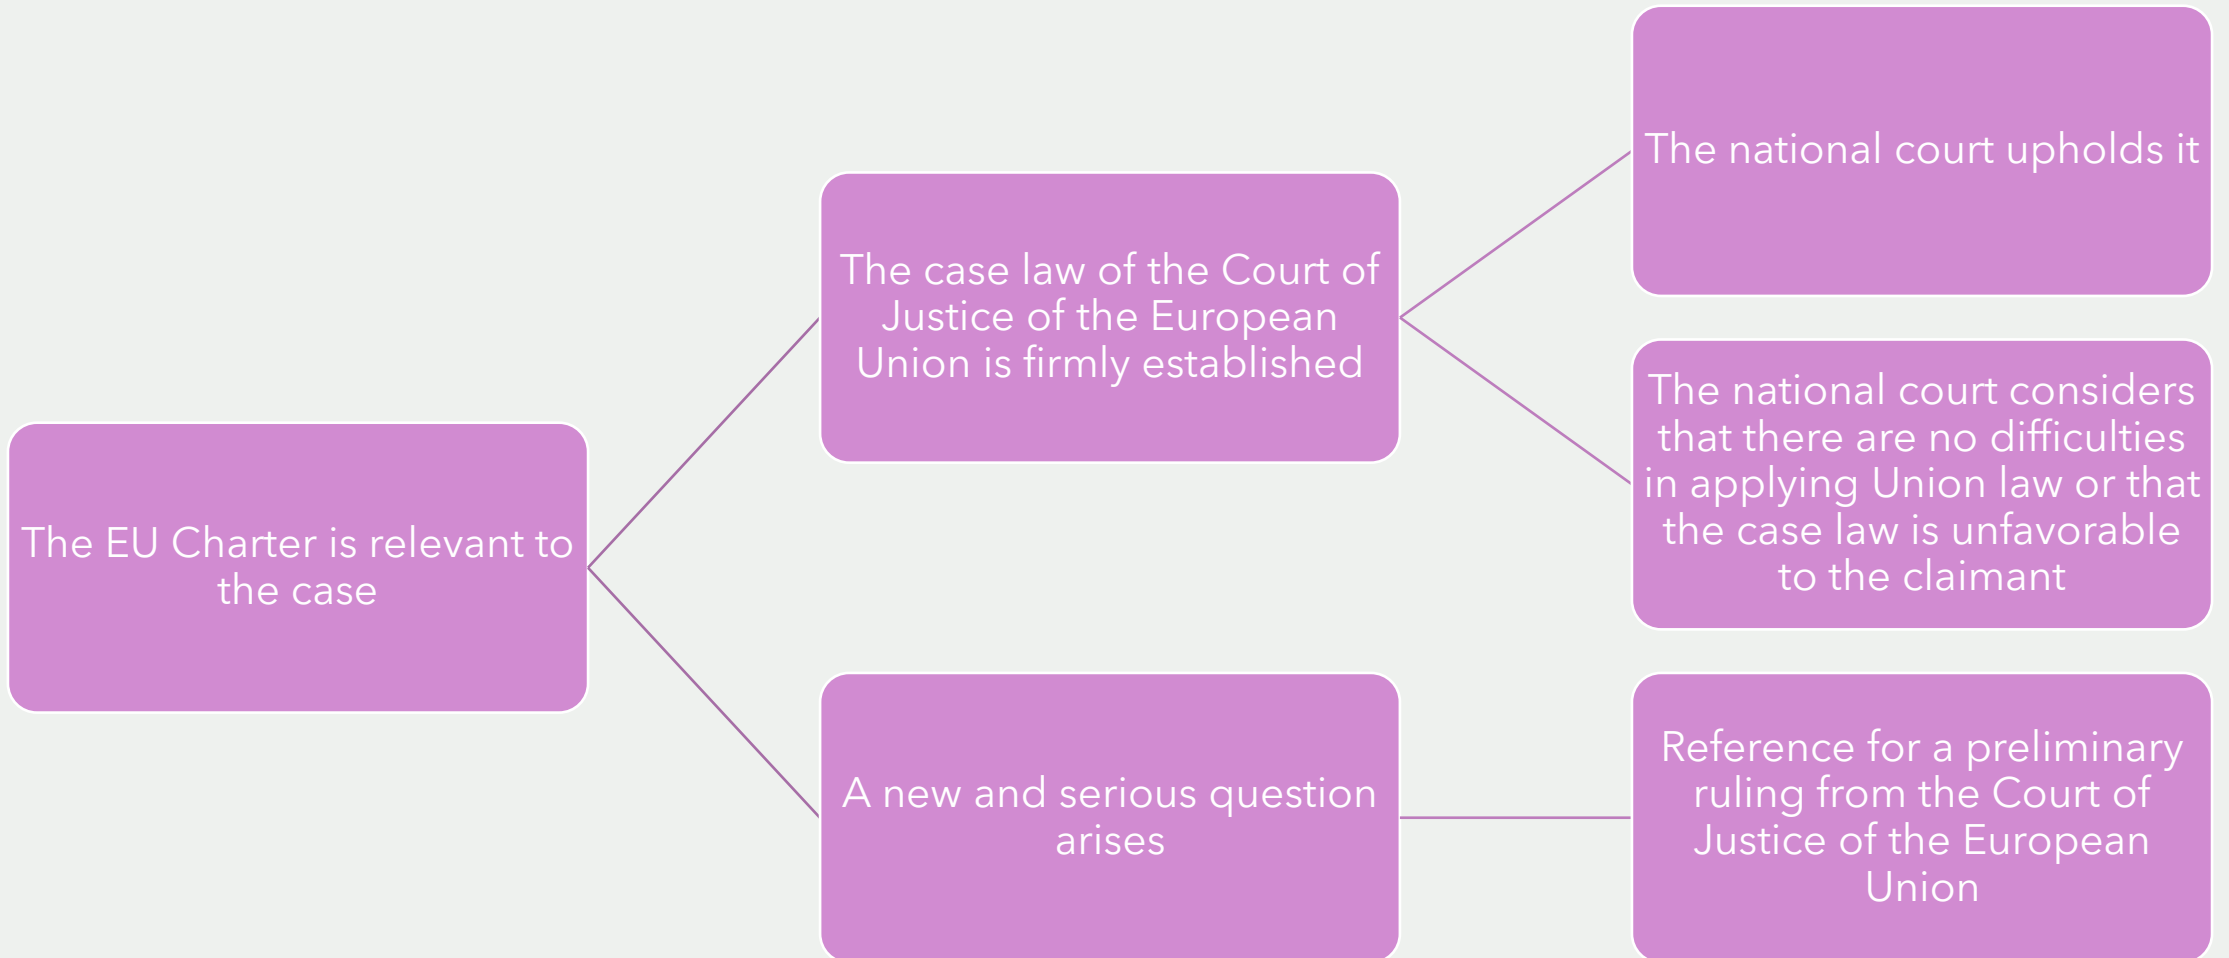 The EU Charter is relevant to
the case
The case law of the Court of
Justice of the European
Union is firmly established
The national court upholds it
The national court considers
that there are no difficulties
in applying Union law or that
the case law is unfavorable
to the claimant
A new and serious question
arises
Reference for a preliminary
ruling from the Court of
Justice of the European
Union